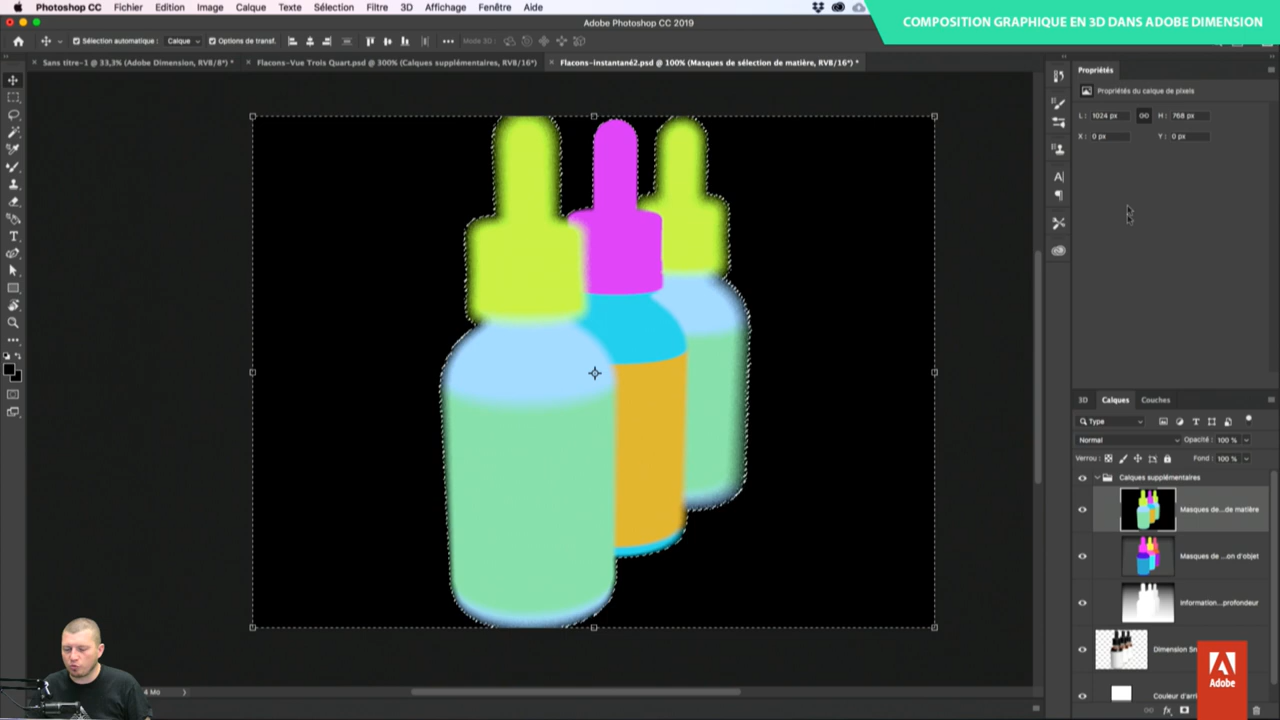 Photoshop CC Fichier Edition Image Calque Texte Sélection Filtre 3D Affichage Fenêtre Aide
Adobe Photoshop CC 2019
COMPOSITION GRAPHIQUE EN 3D DANS ADOBE DIMENSION
Sélection automatique : Calque Options de transf. Mode 3D :
Sans titre-1 @ 33,3% (Adobe Dimension, RVB/8*) *
Flacons-Vue Trois Quart.psd @ 300% (Calques supplémentaires, RVB/16*)
Flacons-instantané2.psd @ 100% (Masques de sélection de matière, RVB/16*) *
Propriétés
Propriétés du calque de pixels
L : 1024 px H : 768 px
X : 0 px Y : 0 px
3D Calques Couches
Type
Normal Opacité : 100 %
Verrou : Fond : 100 %
Calques supplémentaires
Masques de...de matière
Masques de ...on d'objet
Information...profondeur
Dimension Sn
Couleur d'arri
4 Mo
Adobe